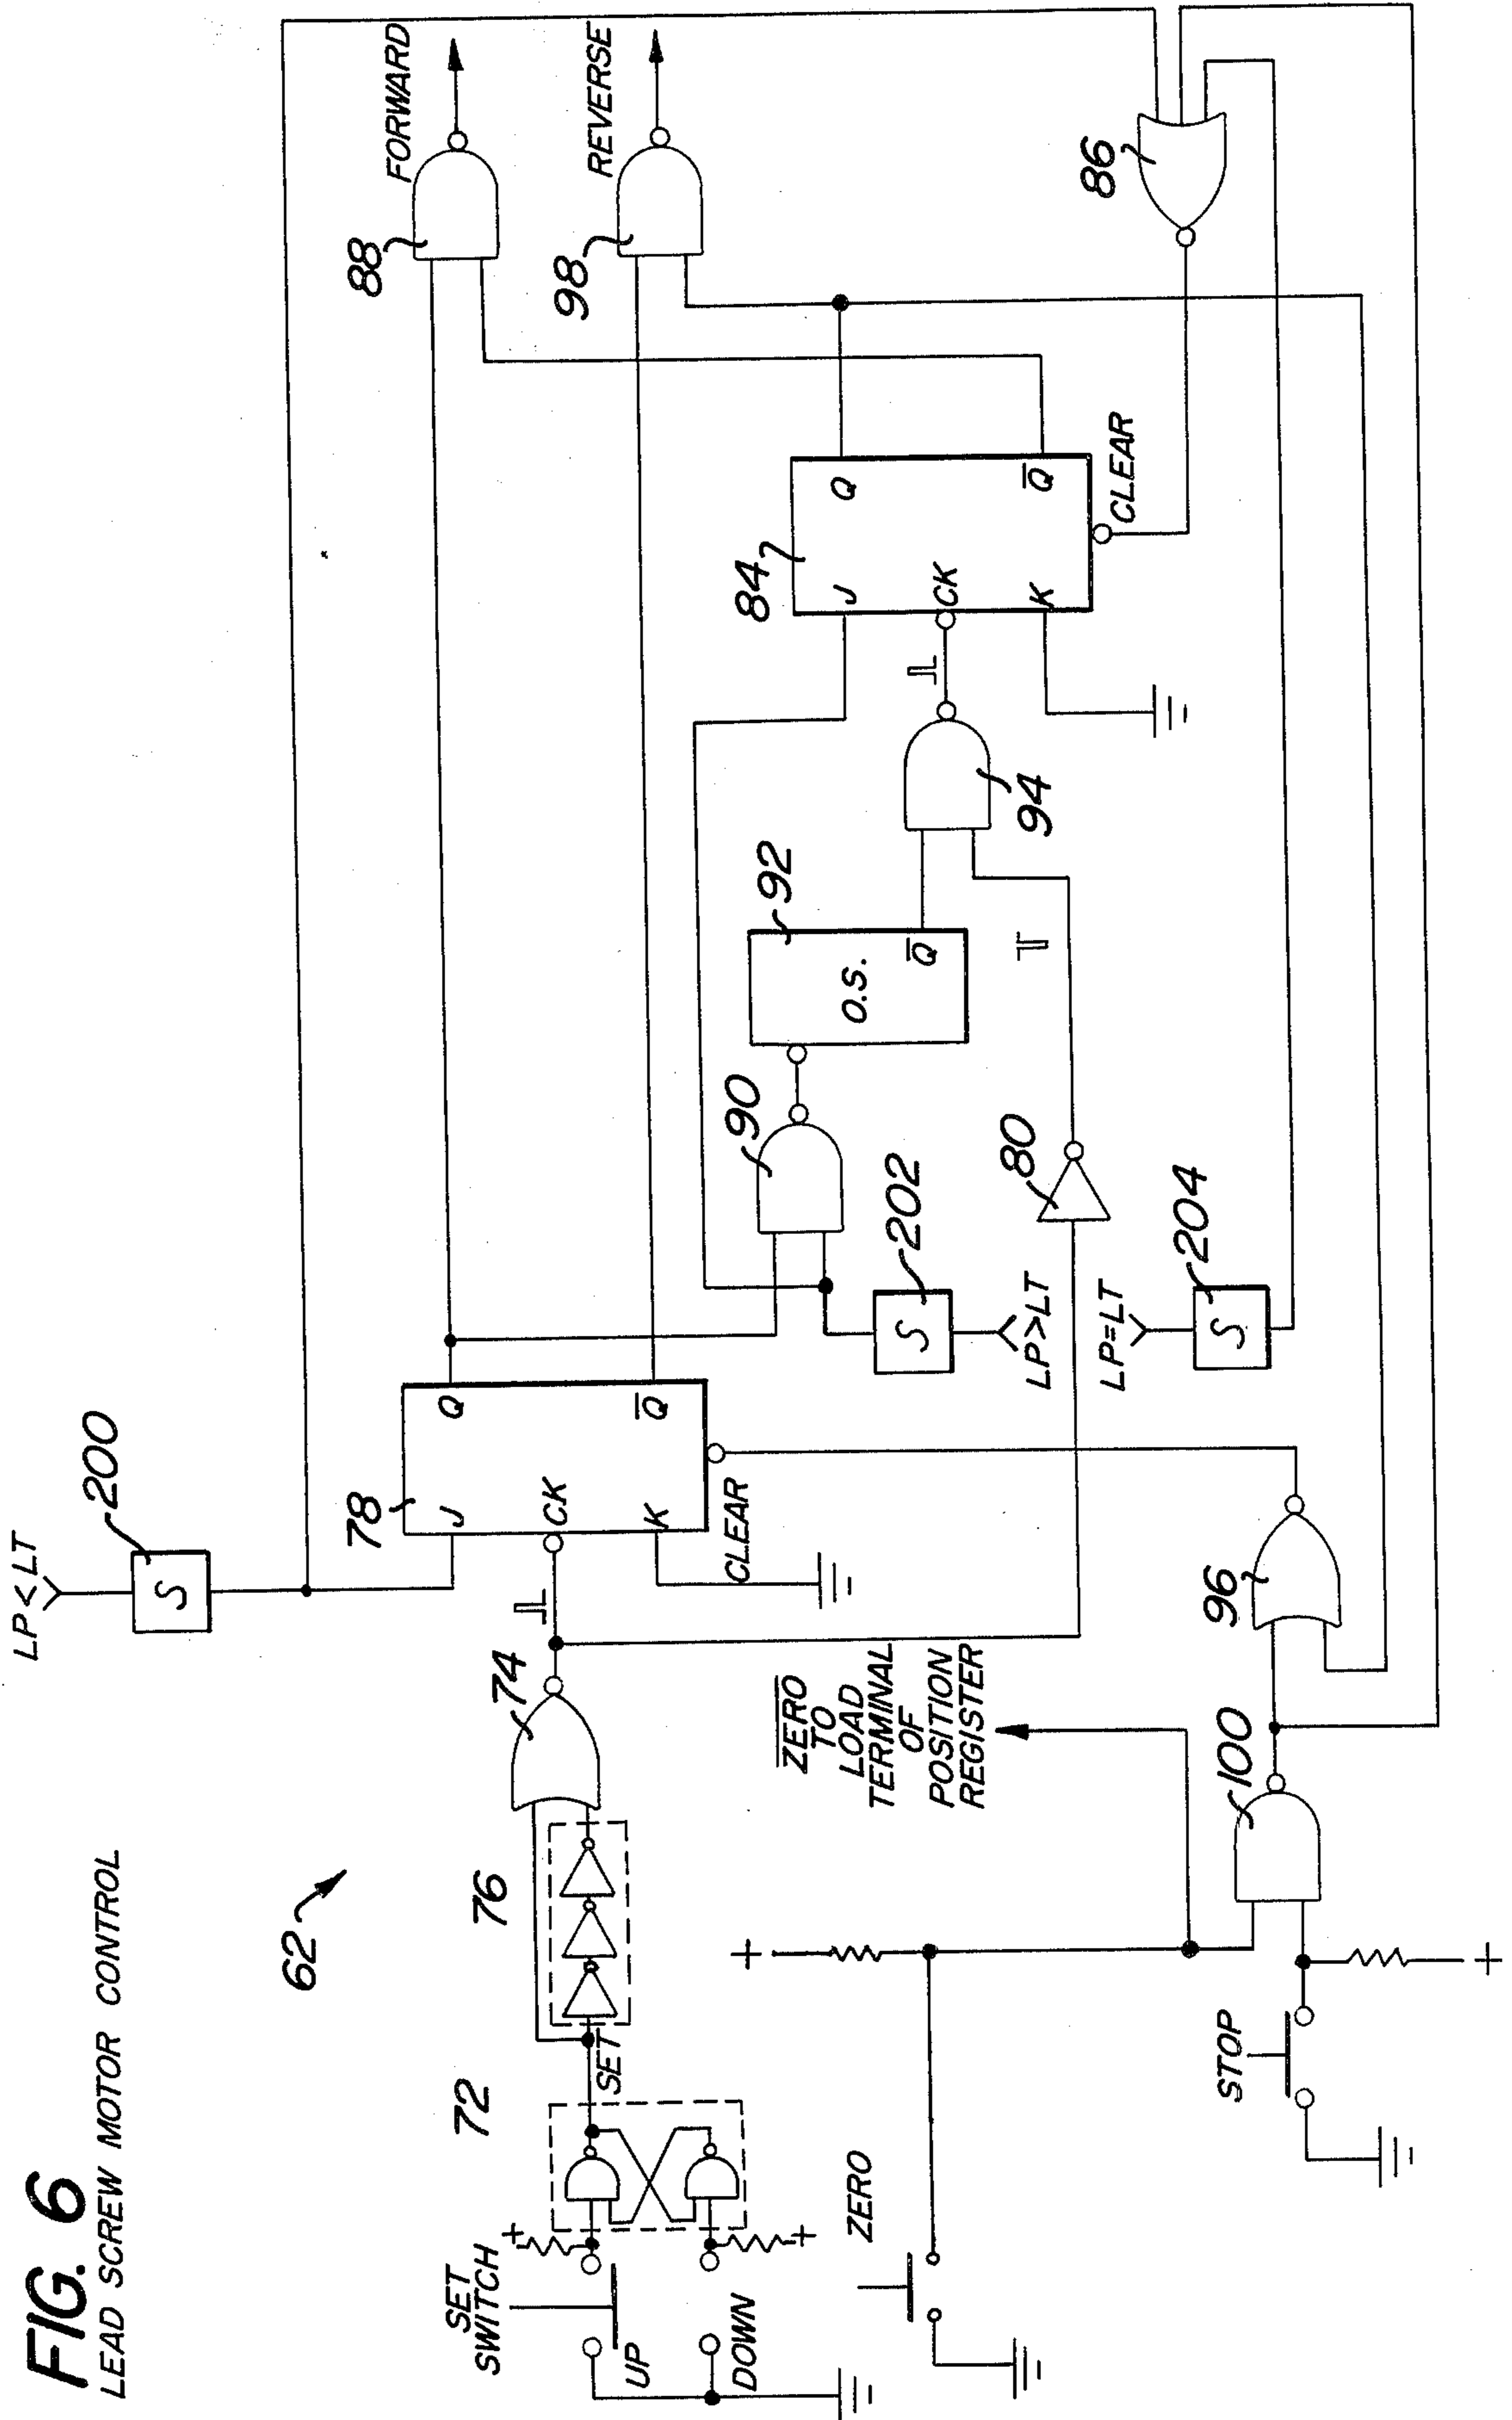 FIG. 6
LEAD SCREW MOTOR CONTROL
62
LP < LT
200
S
FORWARD
88
REVERSE
98
78
J
Q
CK
K
Q̅
CLEAR
74
76
72
SET
SET
SWITCH
+
+
UP
DOWN
90
92
O.S.
Q̅
84
J
Q
CK
K
Q̅
CLEAR
94
86
202
S
LP>LT
80
LP=LT
204
S
Z̅E̅R̅O̅
TO
LOAD
TERMINAL
OF
POSITION
REGISTER
96
100
ZERO
+
STOP
+